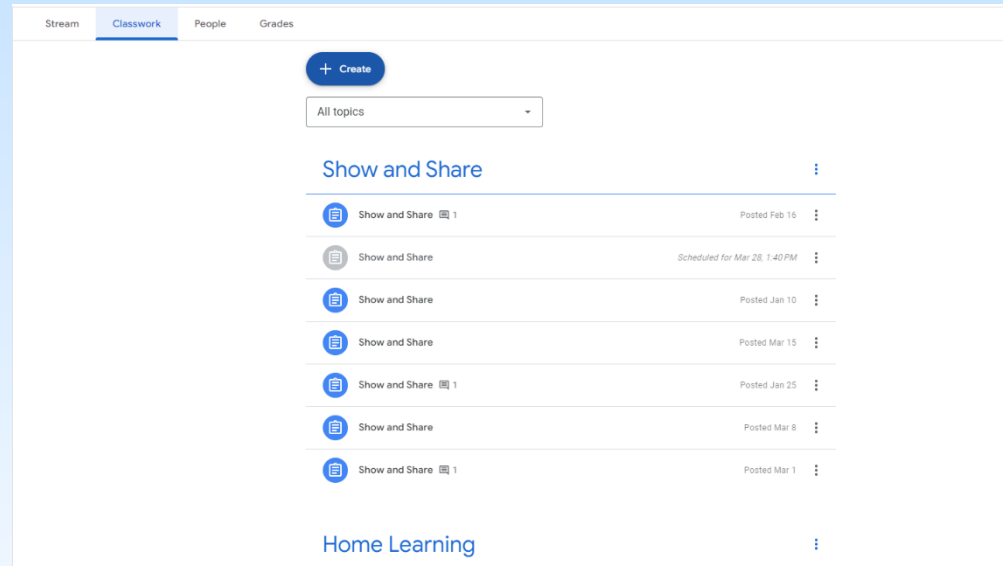 Stream Classwork People Grades
+ Create
All topics
Show and Share
Show and Share 1 Posted Feb 16
Show and Share Scheduled for Mar 28, 1:40 PM
Show and Share Posted Jan 10
Show and Share Posted Mar 15
Show and Share 1 Posted Jan 25
Show and Share Posted Mar 8
Show and Share 1 Posted Mar 1
Home Learning